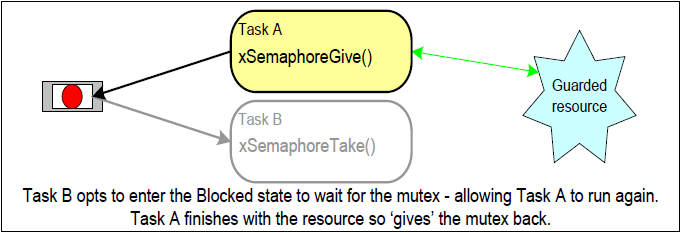 Task A
xSemaphoreGive()
Guarded
resource
Task B
xSemaphoreTake()
Task B opts to enter the Blocked state to wait for the mutex - allowing Task A to run again.
Task A finishes with the resource so ‘gives’ the mutex back.